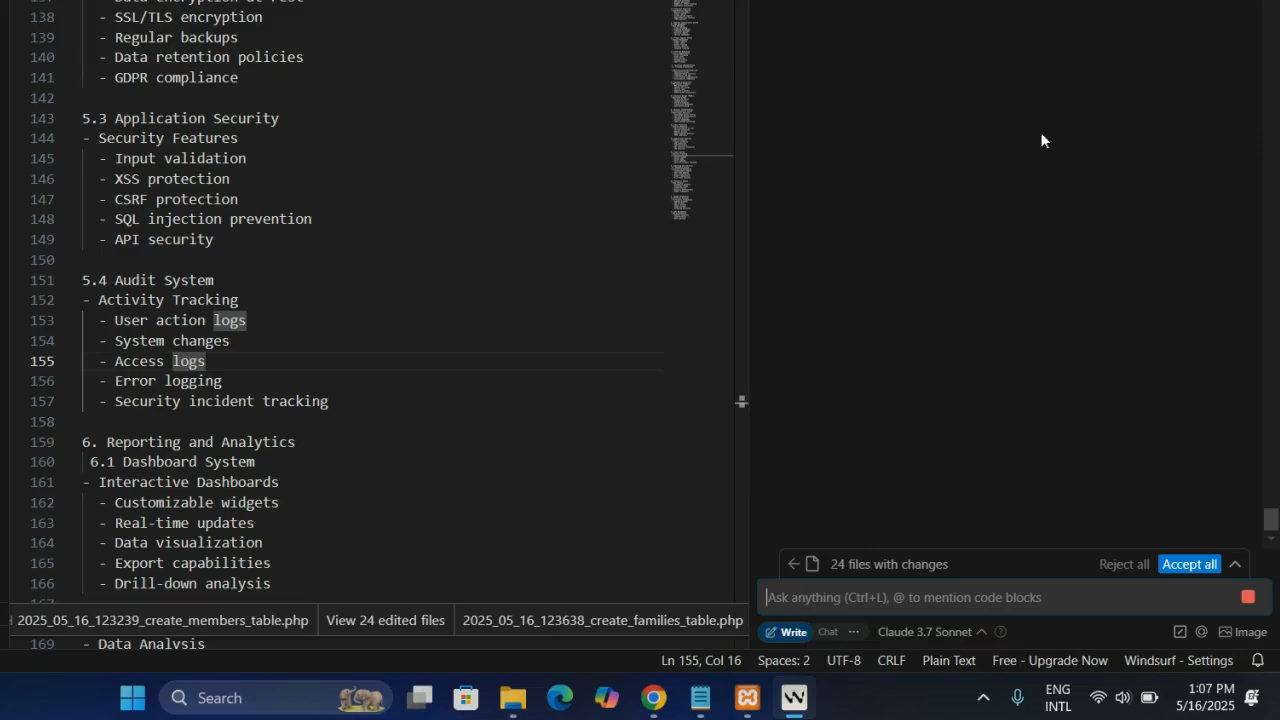 137 - Data encryption at rest
138 - SSL/TLS encryption
139 - Regular backups
140 - Data retention policies
141 - GDPR compliance
142
143 5.3 Application Security
144 - Security Features
145 - Input validation
146 - XSS protection
147 - CSRF protection
148 - SQL injection prevention
149 - API security
150
151 5.4 Audit System
152 - Activity Tracking
153 - User action logs
154 - System changes
155 - Access logs
156 - Error logging
157 - Security incident tracking
158
159 6. Reporting and Analytics
160 6.1 Dashboard System
161 - Interactive Dashboards
162 - Customizable widgets
163 - Real-time updates
164 - Data visualization
165 - Export capabilities
166 - Drill-down analysis
24 files with changes Reject all Accept all
Ask anything (Ctrl+L), @ to mention code blocks
2025_05_16_123239_create_members_table.php View 24 edited files 2025_05_16_123638_create_families_table.php
Write Chat ... Claude 3.7 Sonnet Image
169 - Data Analysis
Ln 155, Col 16 Spaces: 2 UTF-8 CRLF Plain Text Free - Upgrade Now Windsurf - Settings
Search
ENG
INTL
1:07 PM
5/16/2025